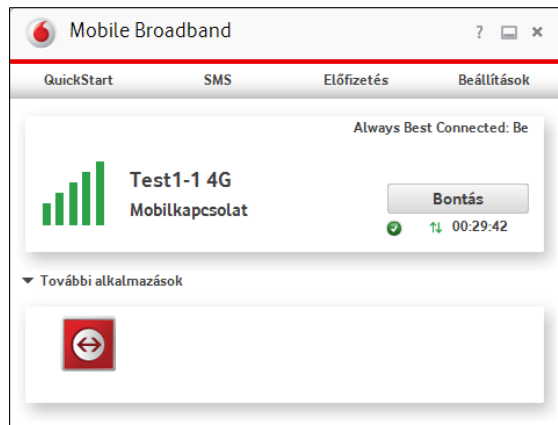 Mobile Broadband
QuickStart SMS Előfizetés Beállítások
Always Best Connected: Be
Test1-1 4G
Mobilkapcsolat
Bontás
00:29:42
További alkalmazások